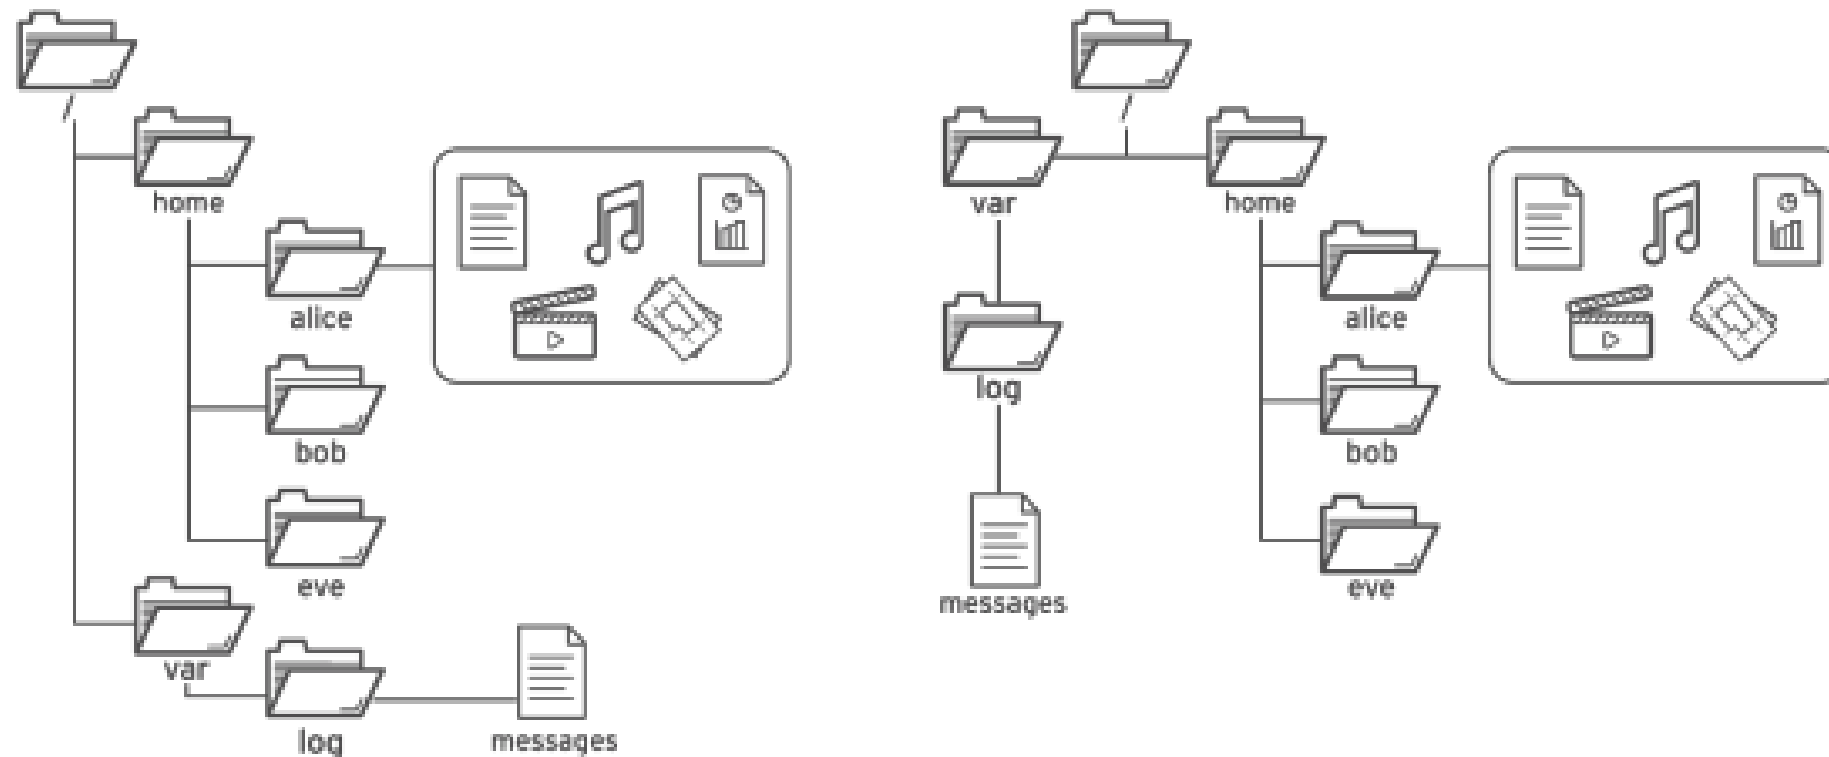 /
home
alice
bob
eve
var
log
messages
/
var
home
alice
log
bob
eve
messages